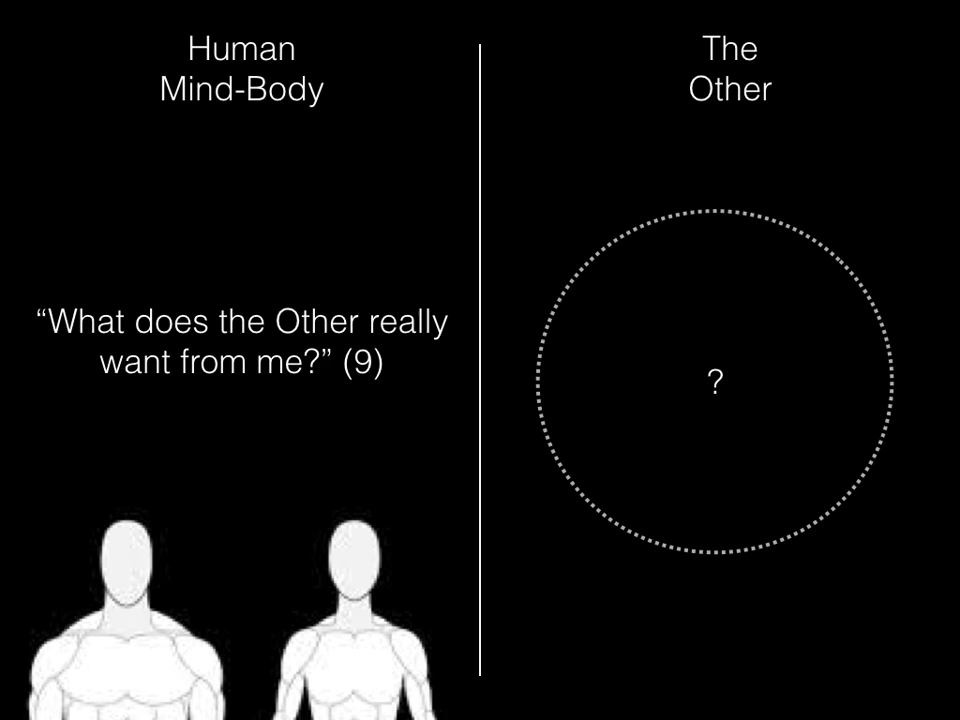 Human
Mind-Body
The
Other
“What does the Other really
want from me?” (9)
?